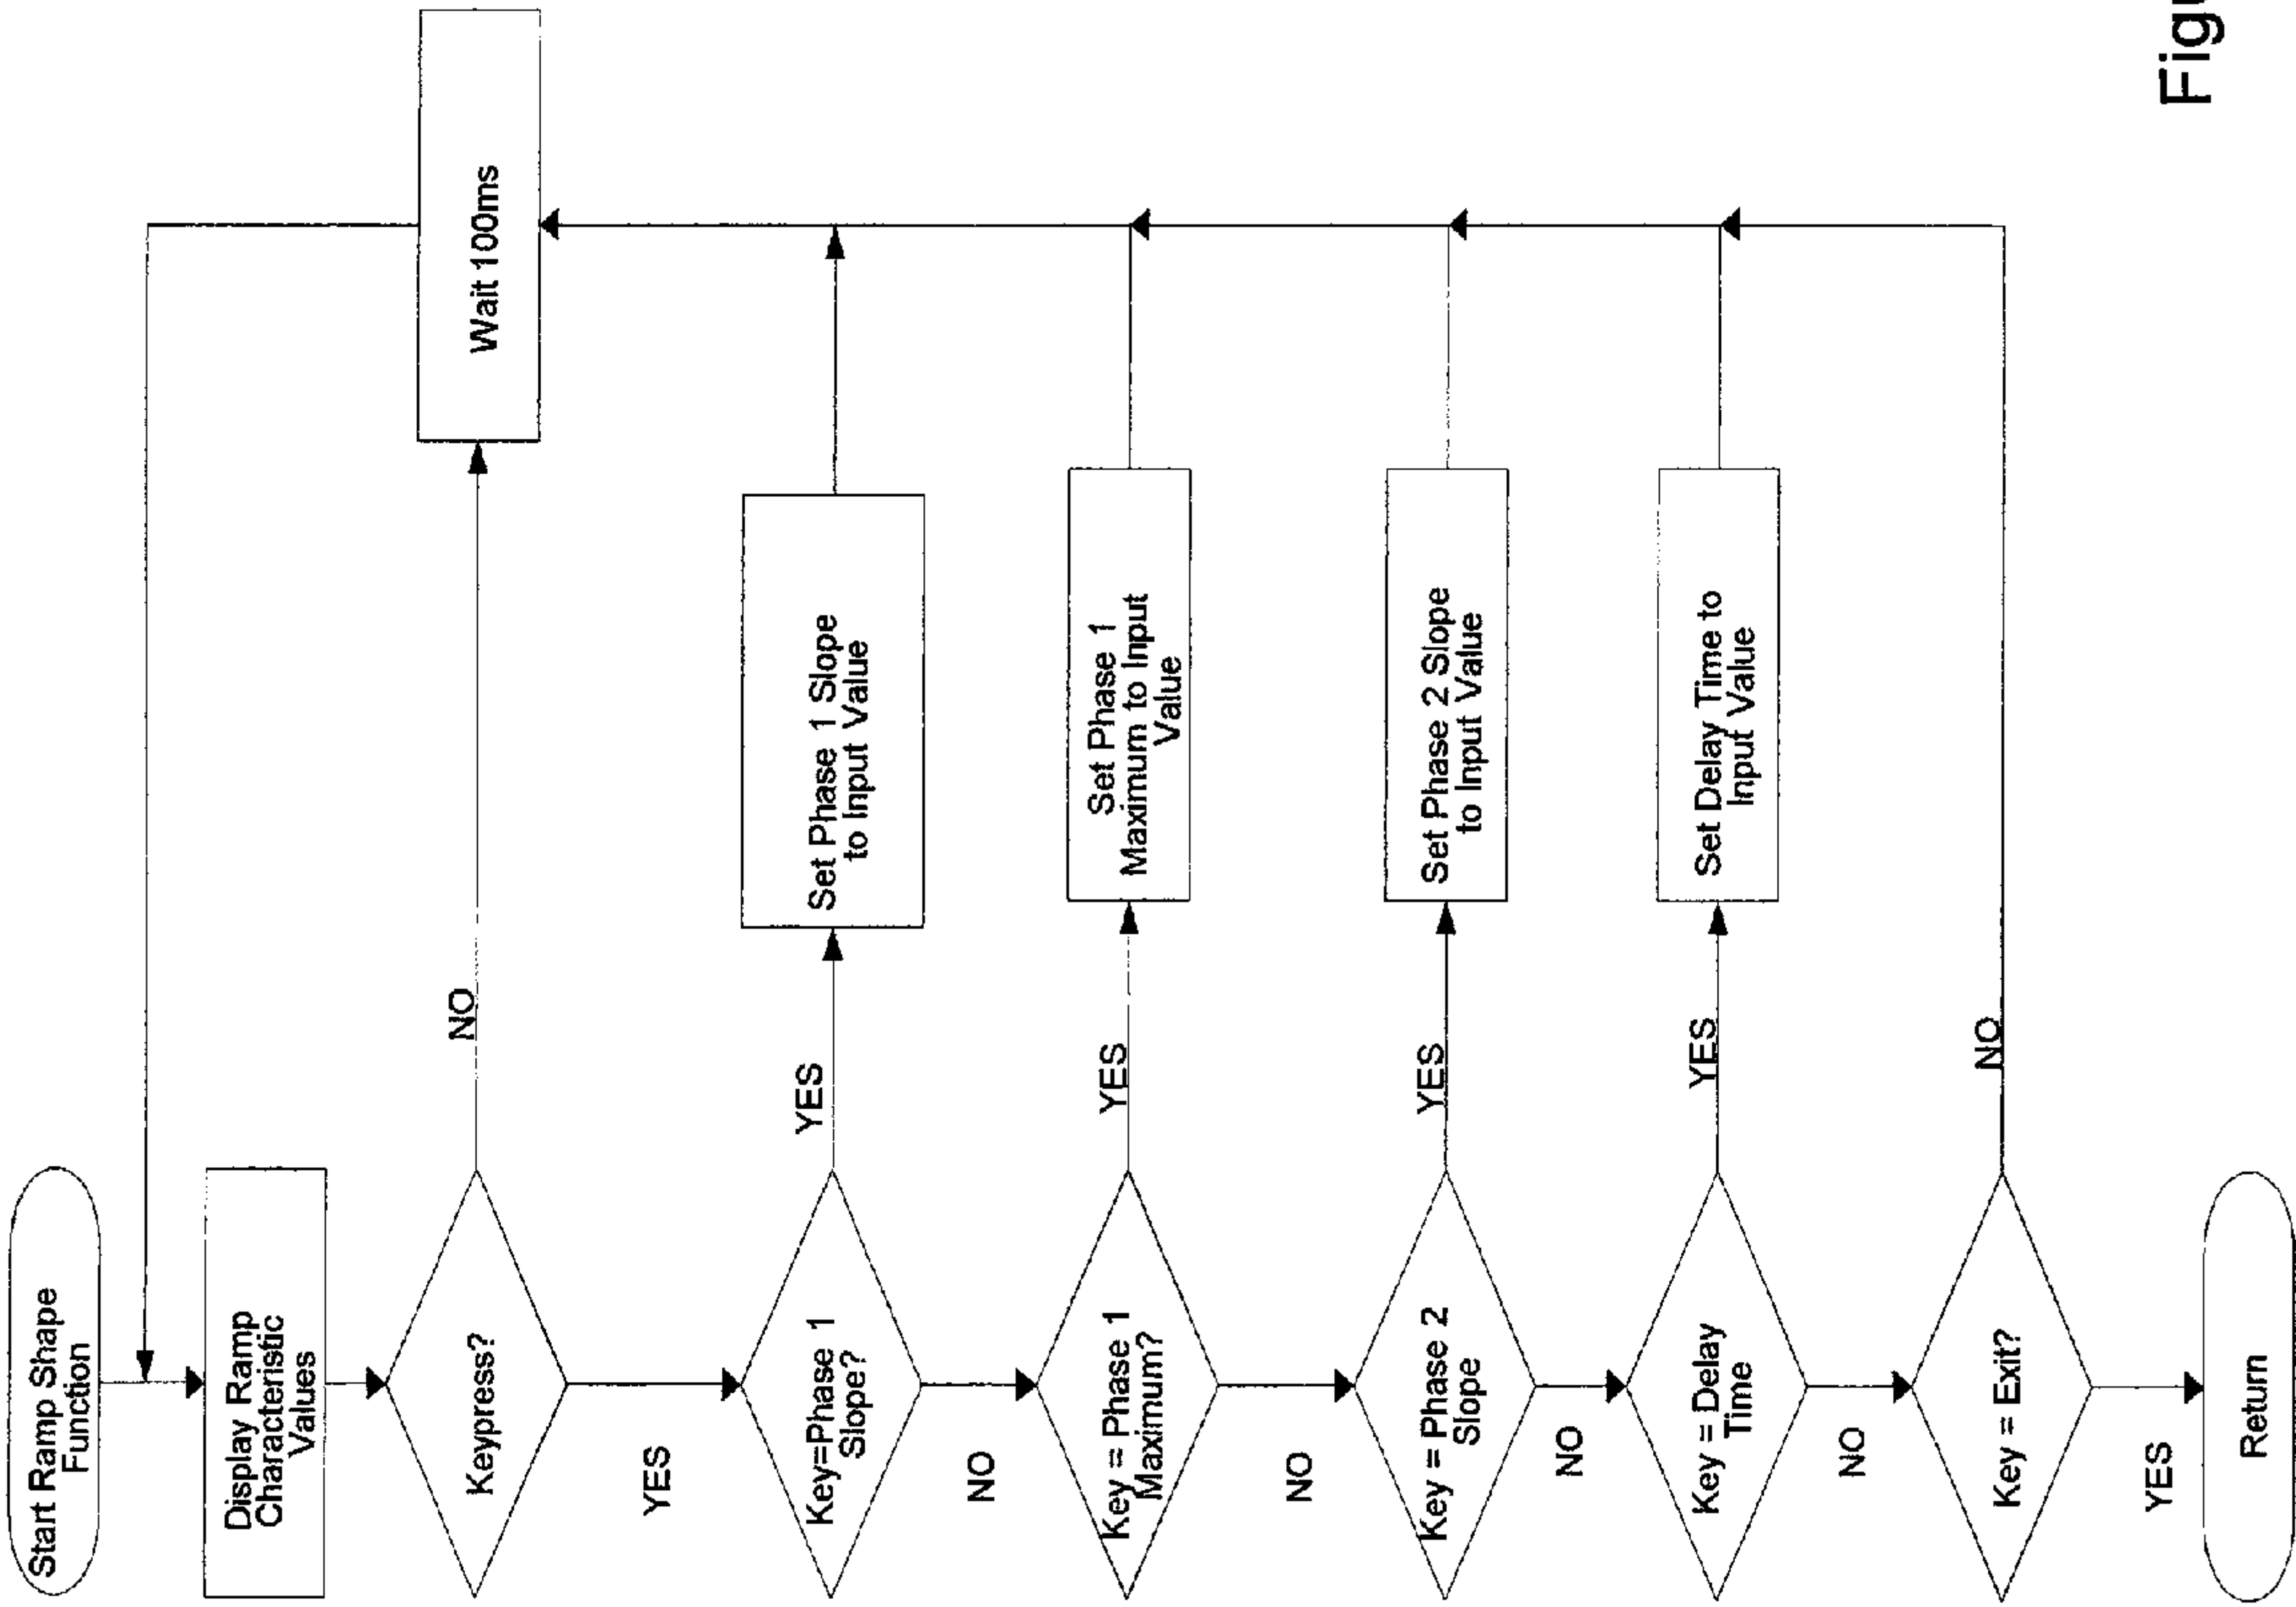 Start Ramp Shape
Function
Display Ramp
Characteristic
Values
Keypress?
NO
Wait 100ms
YES
Key=Phase 1
Slope?
YES
Set Phase 1 Slope
to Input Value
NO
Key = Phase 1
Maximum?
YES
Set Phase 1
Maximum to Input
Value
NO
Key = Phase 2
Slope
YES
Set Phase 2 Slope
to Input Value
NO
Key = Delay
Time
YES
Set Delay Time to
Input Value
NO
Key = Exit?
NO
YES
Return